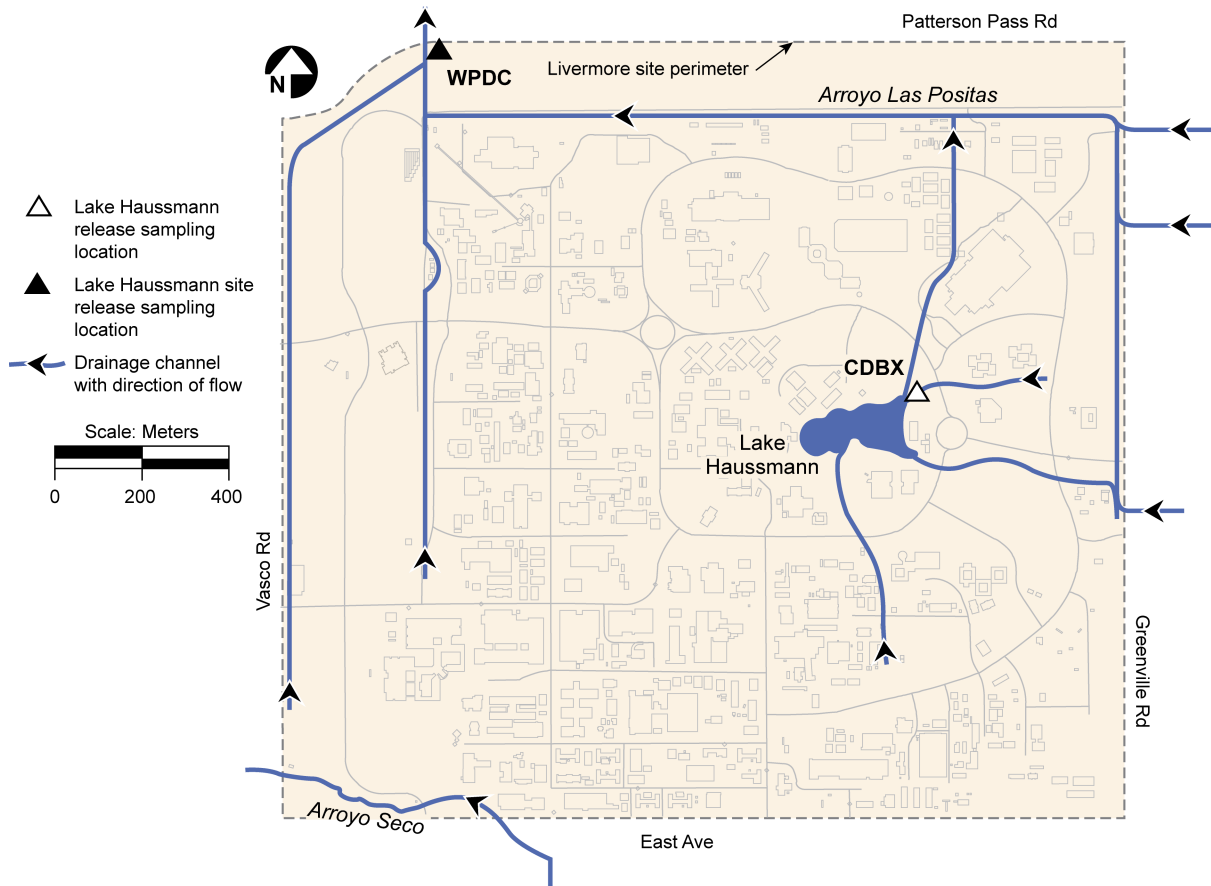 Patterson Pass Rd
Livermore site perimeter
WPDC
N
Arroyo Las Positas
Lake Haussmann
release sampling
location
Lake Haussmann site
release sampling
location
Drainage channel
with direction of flow
Scale: Meters
0 200 400
CDBX
Lake
Haussmann
Vasco Rd
Greenville Rd
Arroyo Seco
East Ave